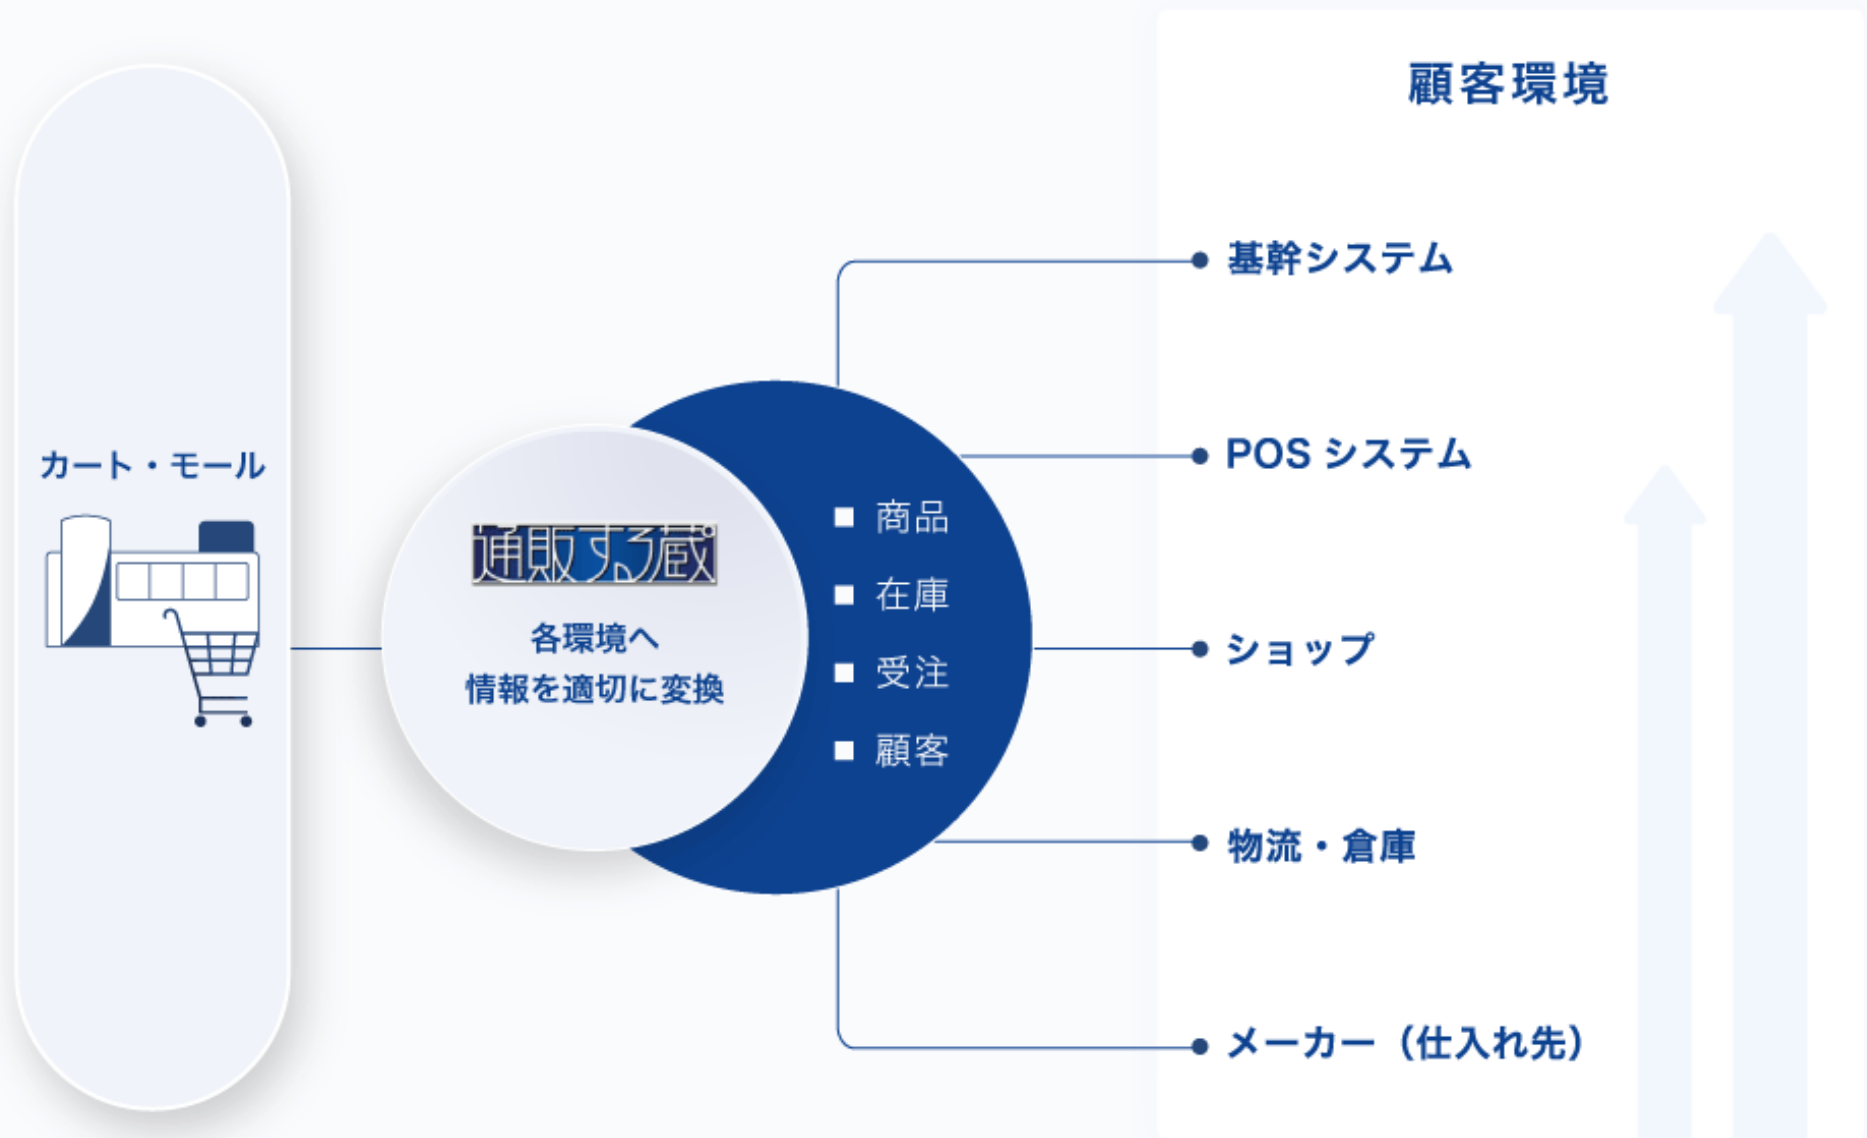 顧客環境
カート・モール
通販する蔵
各環境へ
情報を適切に変換
商品
在庫
受注
顧客
基幹システム
POS システム
ショップ
物流・倉庫
メーカー（仕入れ先）